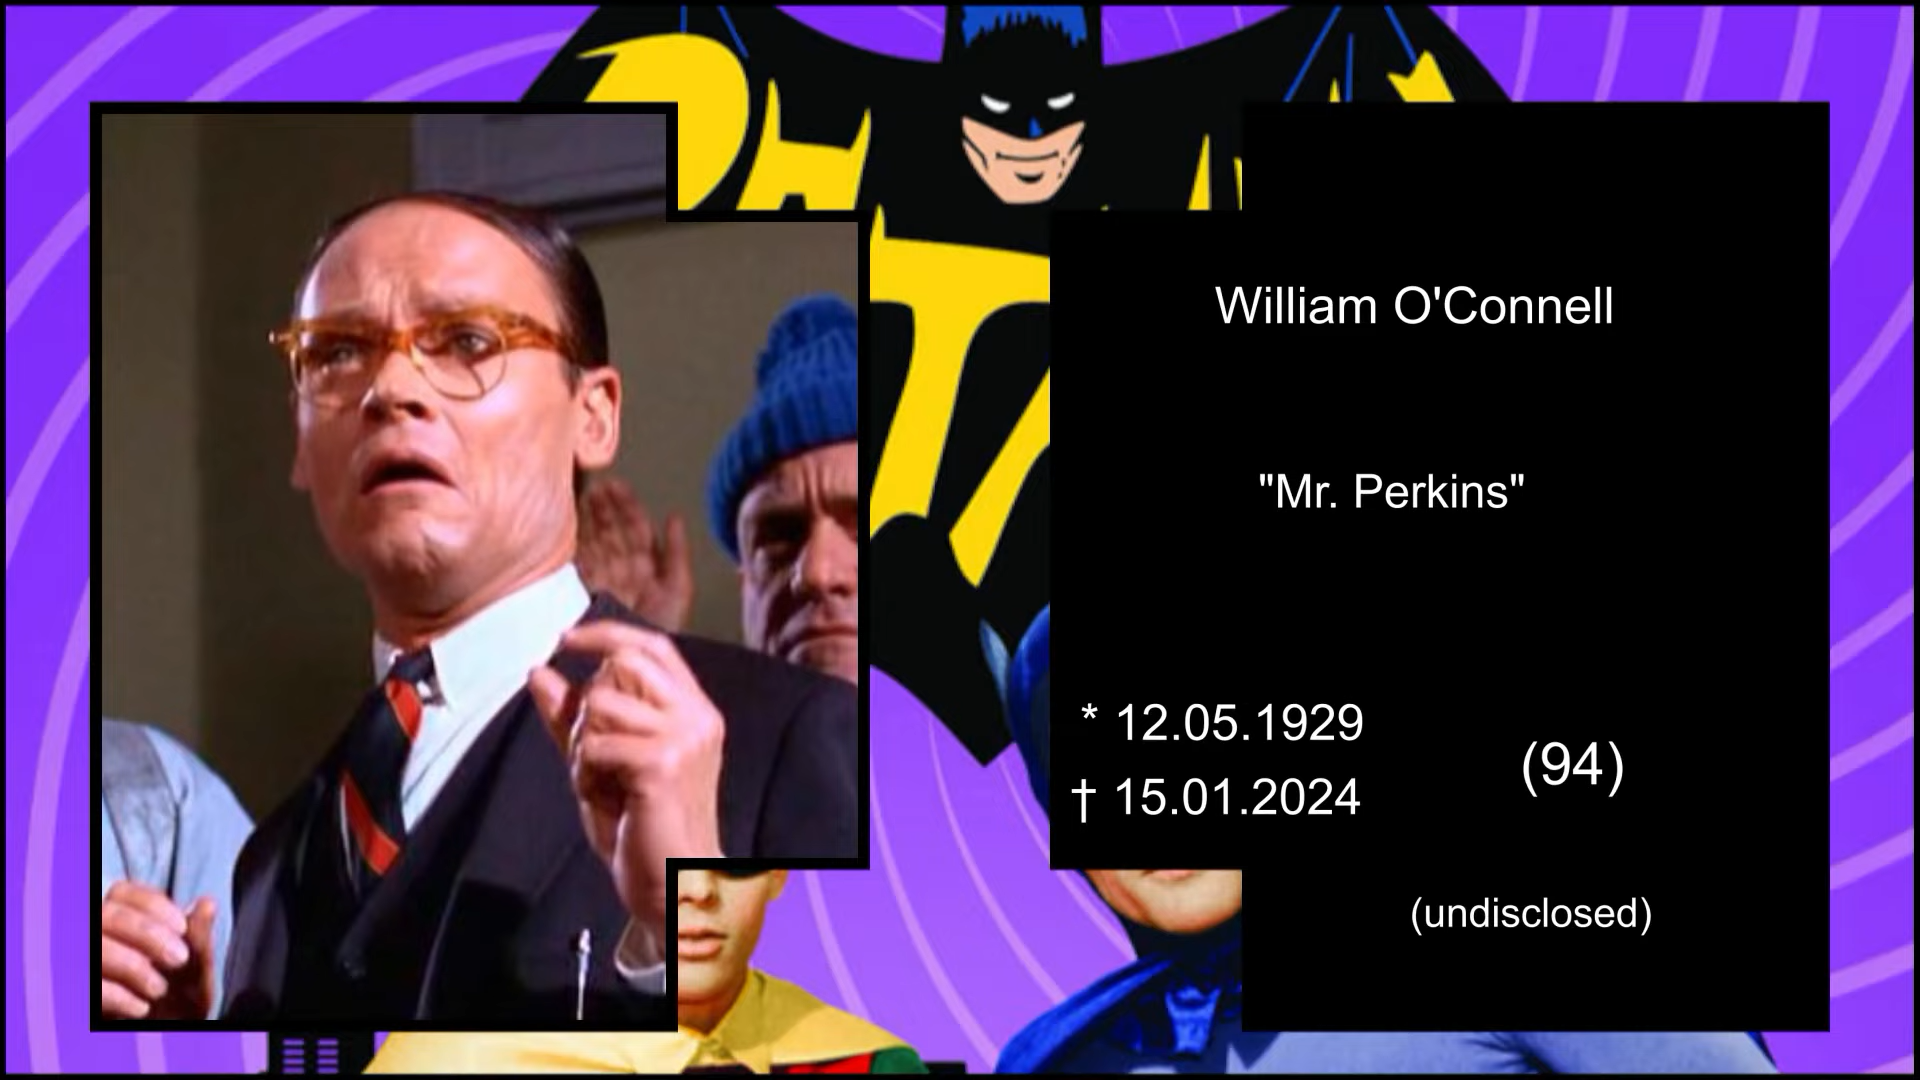 William O'Connell
"Mr. Perkins"
* 12.05.1929
† 15.01.2024
(94)
(undisclosed)